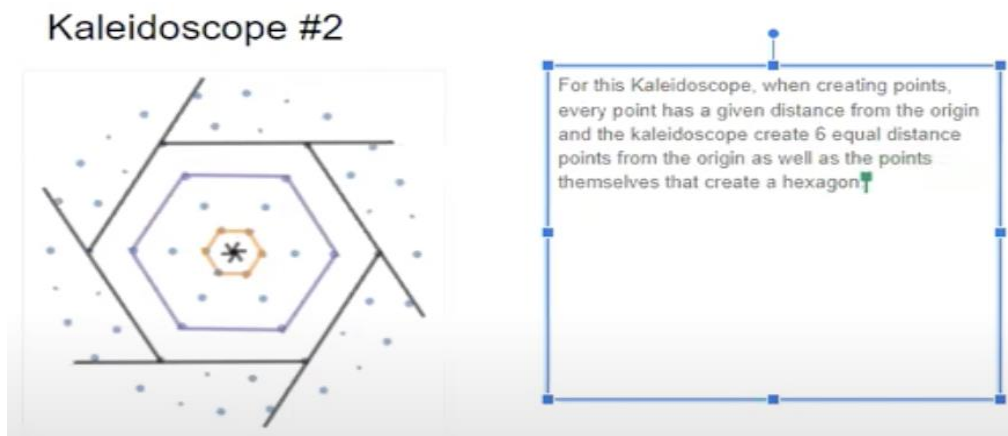 Kaleidoscope #2
For this Kaleidoscope, when creating points,
every point has a given distance from the origin
and the kaleidoscope create 6 equal distance
points from the origin as well as the points
themselves that create a hexagon.